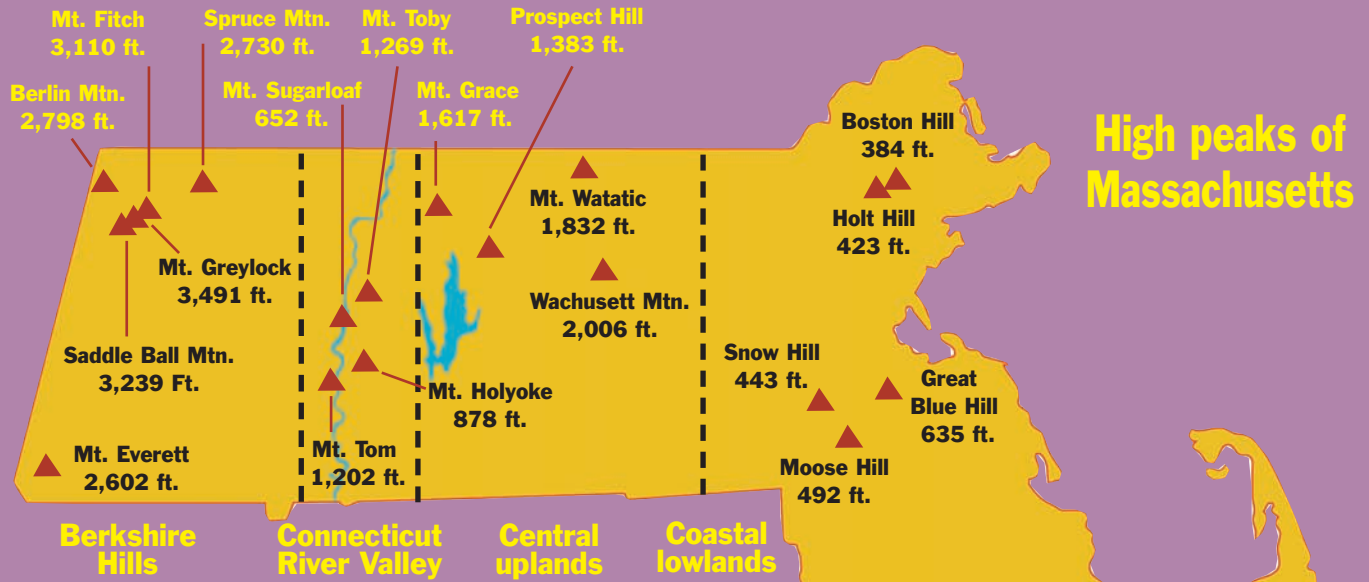 Mt. Fitch
3,110 ft.
Spruce Mtn.
2,730 ft.
Mt. Toby
1,269 ft.
Prospect Hill
1,383 ft.
Berlin Mtn.
2,798 ft.
Mt. Sugarloaf
652 ft.
Mt. Grace
1,617 ft.
High peaks of
Massachusetts
Boston Hill
384 ft.
Holt Hill
423 ft.
Mt. Watatic
1,832 ft.
Mt. Greylock
3,491 ft.
Wachusett Mtn.
2,006 ft.
Saddle Ball Mtn.
3,239 Ft.
Snow Hill
443 ft.
Great
Blue Hill
635 ft.
Mt. Holyoke
878 ft.
Mt. Everett
2,602 ft.
Mt. Tom
1,202 ft.
Moose Hill
492 ft.
Berkshire
Hills
Connecticut
River Valley
Central
uplands
Coastal
lowlands